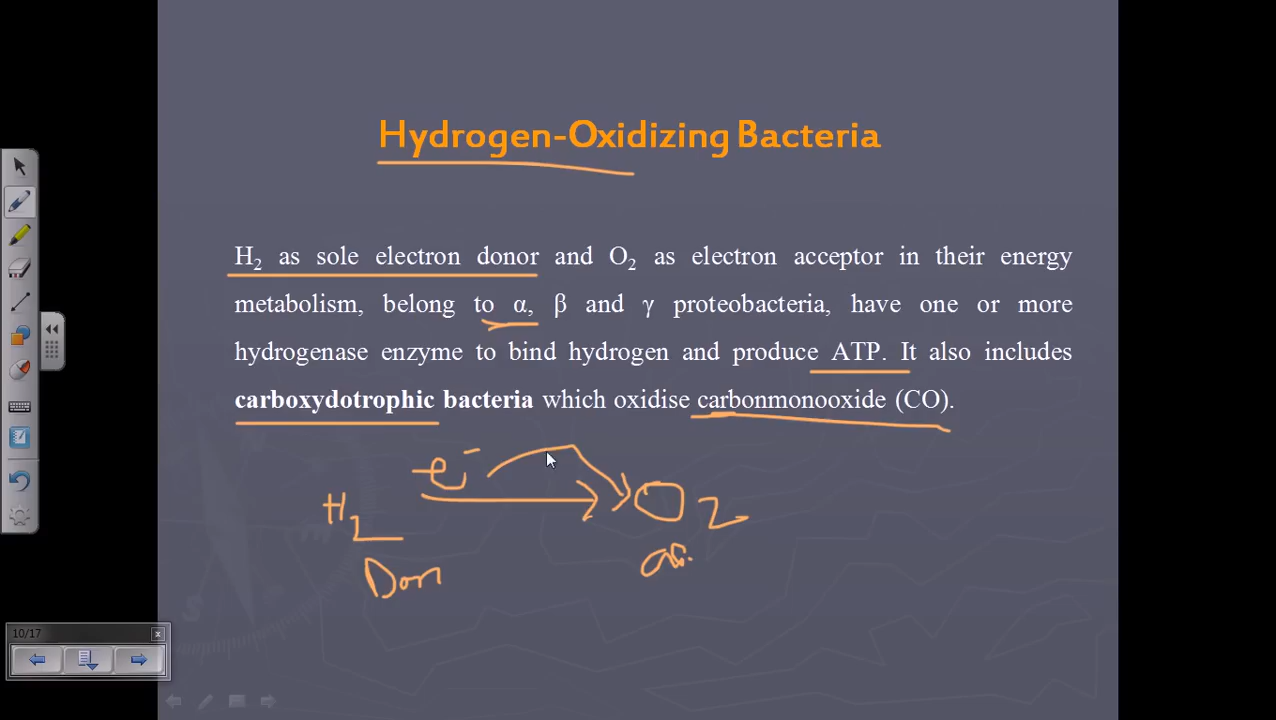 Hydrogen-Oxidizing Bacteria
H₂ as sole electron donor and O₂ as electron acceptor in their energy
metabolism, belong to α, β and γ proteobacteria, have one or more
hydrogenase enzyme to bind hydrogen and produce ATP. It also includes
carboxydotrophic bacteria which oxidise carbonmonooxide (CO).
e⁻
H₂ O₂
Don ac.
10/17